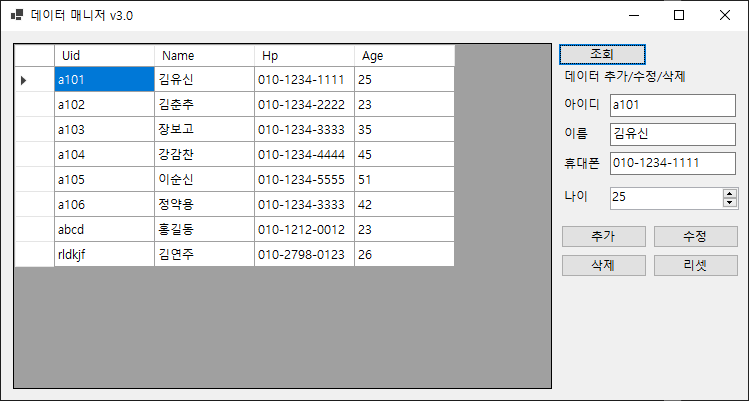 데이터 매니저 v3.0
Uid Name Hp Age
a101 김유신 010-1234-1111 25
a102 김춘추 010-1234-2222 23
a103 장보고 010-1234-3333 35
a104 강감찬 010-1234-4444 45
a105 이순신 010-1234-5555 51
a106 정약용 010-1234-3333 42
abcd 홍길동 010-1212-0012 23
rldkjf 김연주 010-2798-0123 26
조회
데이터 추가/수정/삭제
아이디 a101
이름 김유신
휴대폰 010-1234-1111
나이 25
추가 수정
삭제 리셋